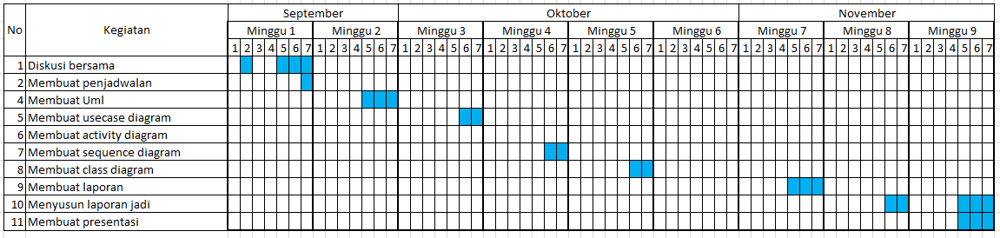 No Kegiatan September Oktober November
Minggu 1 Minggu 2 Minggu 3 Minggu 4 Minggu 5 Minggu 6 Minggu 7 Minggu 8 Minggu 9
1 2 3 4 5 6 7 1 2 3 4 5 6 7 1 2 3 4 5 6 7 1 2 3 4 5 6 7 1 2 3 4 5 6 7 1 2 3 4 5 6 7 1 2 3 4 5 6 7 1 2 3 4 5 6 7 1 2 3 4 5 6 7
1 Diskusi bersama
2 Membuat penjadwalan
4 Membuat Uml
5 Membuat usecase diagram
6 Membuat activity diagram
7 Membuat sequence diagram
8 Membuat class diagram
9 Membuat laporan
10 Menyusun laporan jadi
11 Membuat presentasi